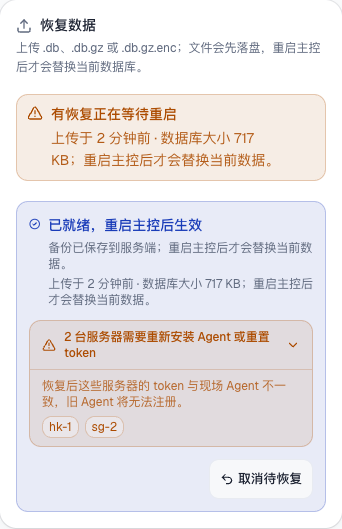 恢复数据
上传 .db、.db.gz 或 .db.gz.enc；文件会先落盘，重启主控
后才会替换当前数据库。
有恢复正在等待重启
上传于 2 分钟前 · 数据库大小 717
KB；重启主控后才会替换当前数据。
已就绪，重启主控后生效
备份已保存到服务端；重启主控后才会替换当前数
据。
上传于 2 分钟前 · 数据库大小 717 KB；重启主控后
才会替换当前数据。
2 台服务器需要重新安装 Agent 或重置
token
恢复后这些服务器的 token 与现场 Agent 不一
致，旧 Agent 将无法注册。
hk-1 sg-2
取消待恢复